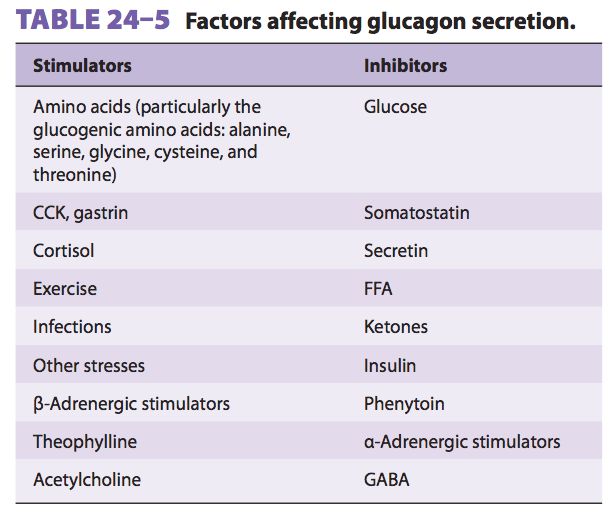 TABLE 24–5 Factors affecting glucagon secretion.
Stimulators Inhibitors
Amino acids (particularly the Glucose
glucogenic amino acids: alanine,
serine, glycine, cysteine, and
threonine)
CCK, gastrin Somatostatin
Cortisol Secretin
Exercise FFA
Infections Ketones
Other stresses Insulin
β-Adrenergic stimulators Phenytoin
Theophylline α-Adrenergic stimulators
Acetylcholine GABA